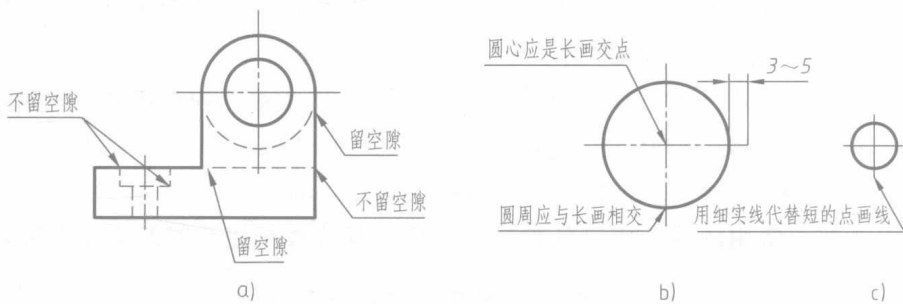 不留空隙
留空隙
不留空隙
留空隙
a)
圆心应是长画交点
3~5
圆周应与长画相交
b)
用细实线代替短的点画线
c)